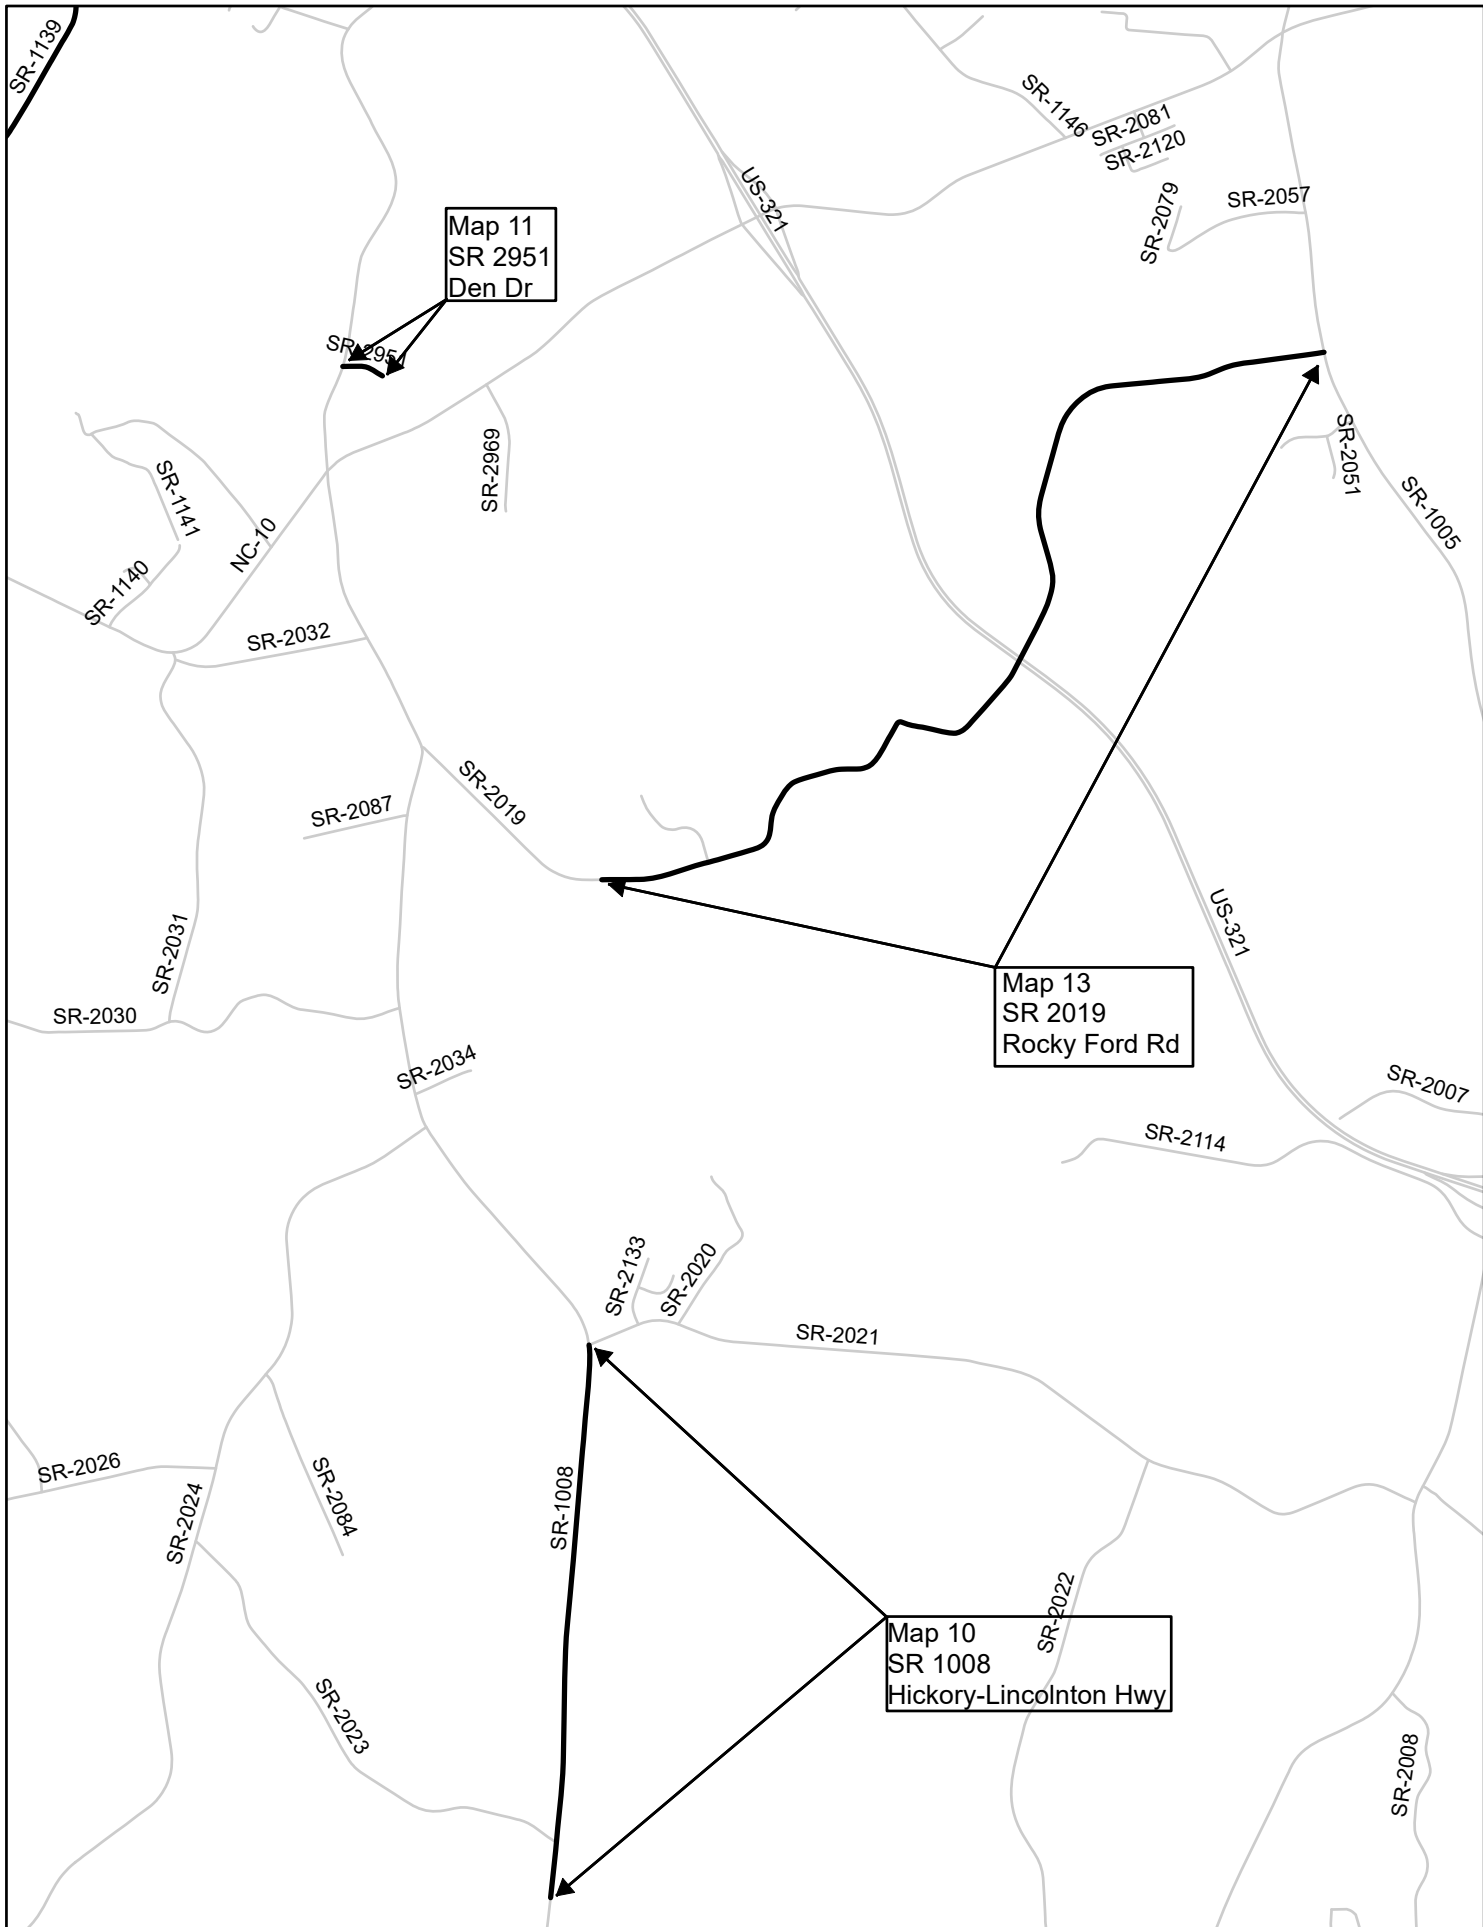 SR-1139
SR-1146
SR-2081
SR-2120
US-321
SR-2079
SR-2057
Map 11
SR 2951
Den Dr
SR-2951
SR-2969
SR-2051
SR-1005
SR-1141
NC-10
SR-1140
SR-2032
SR-2019
SR-2087
US-321
SR-2031
Map 13
SR 2019
Rocky Ford Rd
SR-2030
SR-2034
SR-2007
SR-2114
SR-2133
SR-2020
SR-2021
SR-2026
SR-2084
SR-2024
SR-1008
SR-2022
Map 10
SR 1008
Hickory-Lincolnton Hwy
SR-2023
SR-2008